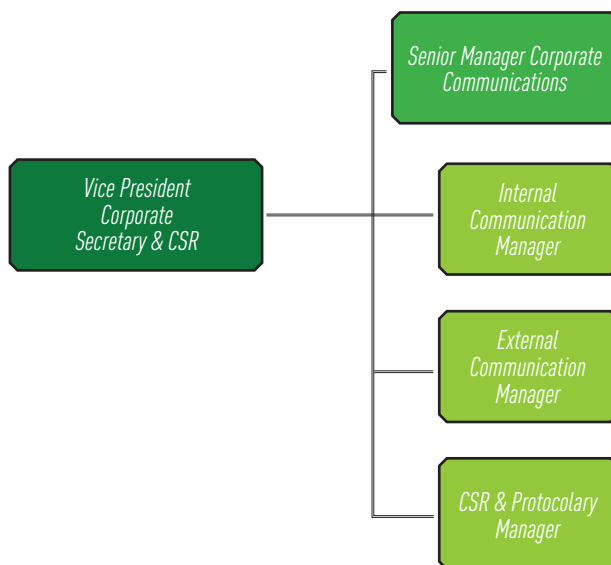 Senior Manager Corporate
Communications
Vice President
Corporate
Secretary & CSR
Internal
Communication
Manager
External
Communication
Manager
CSR & Protocolary
Manager